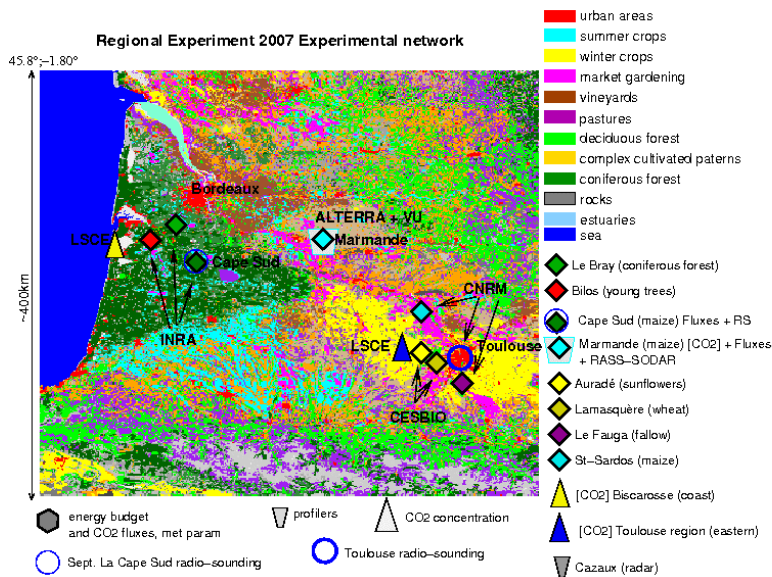 Regional Experiment 2007 Experimental network
45.8°;−1.80°
~400km
Bordeaux
ALTERRA + VU
LSCE
Marmande
Cape Sud
CNRM
INRA
LSCE
Toulouse
CESBIO
urban areas
summer crops
winter crops
market gardening
vineyards
pastures
deciduous forest
complex cultivated paterns
coniferous forest
rocks
estuaries
sea
Le Bray (coniferous forest)
Bilos (young trees)
Cape Sud (maize) Fluxes + RS
Marmande (maize) [CO2] + Fluxes
+ RASS−SODAR
Auradé (sunflowers)
Lamasquère (wheat)
Le Fauga (fallow)
St−Sardos (maize)
[CO2] Biscarosse (coast)
[CO2] Toulouse region (eastern)
Cazaux (radar)
energy budget
and CO2 fluxes, met param
profilers
CO2 concentration
Sept. La Cape Sud radio−sounding
Toulouse radio−sounding